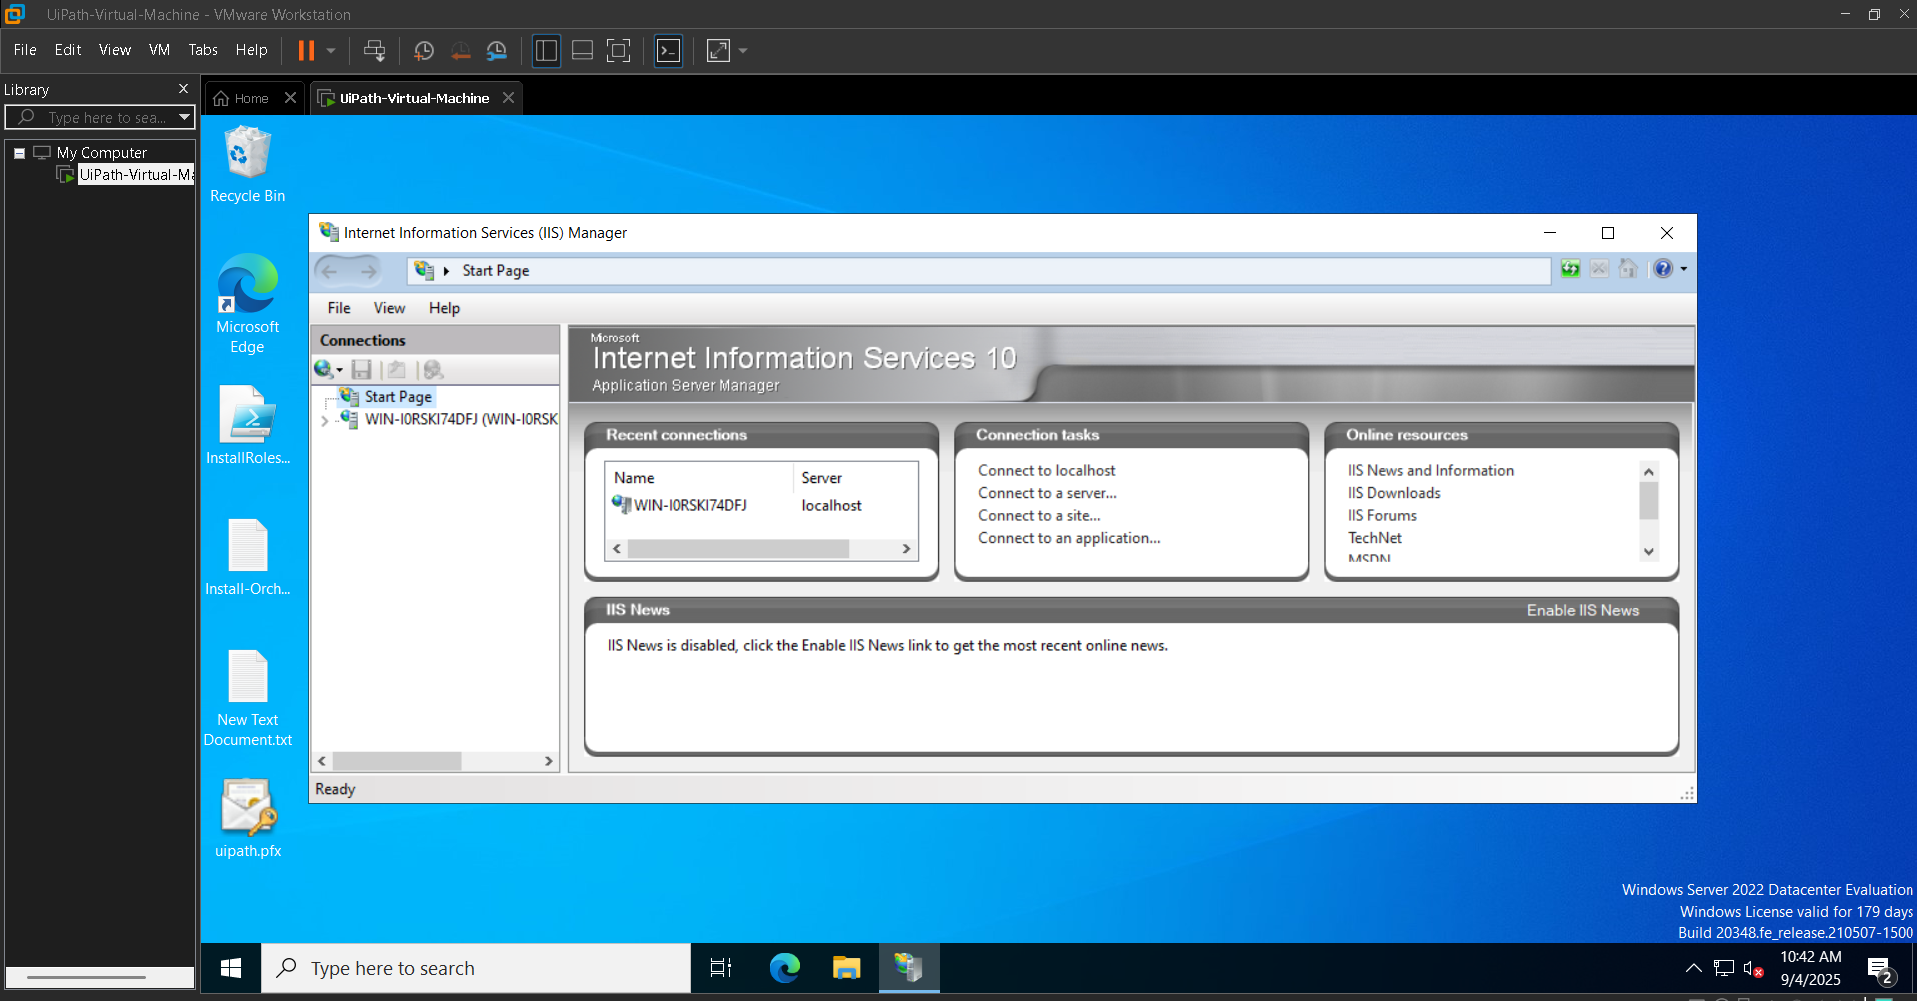 UiPath-Virtual-Machine - VMware Workstation
File Edit View VM Tabs Help
Library
Type here to sea...
My Computer
UiPath-Virtual-Ma
Home
UiPath-Virtual-Machine
Recycle Bin
Microsoft
Edge
InstallRoles...
Install-Orch...
New Text
Document.txt
uipath.pfx
Internet Information Services (IIS) Manager
Start Page
File View Help
Connections
Start Page
WIN-I0RSKI74DFJ (WIN-I0RSK
Microsoft
Internet Information Services 10
Application Server Manager
Recent connections
Name Server
WIN-I0RSKI74DFJ localhost
Connection tasks
Connect to localhost
Connect to a server...
Connect to a site...
Connect to an application...
Online resources
IIS News and Information
IIS Downloads
IIS Forums
TechNet
MSDN
IIS News
Enable IIS News
IIS News is disabled, click the Enable IIS News link to get the most recent online news.
Ready
Windows Server 2022 Datacenter Evaluation
Windows License valid for 179 days
Build 20348.fe_release.210507-1500
Type here to search
10:42 AM
9/4/2025
2